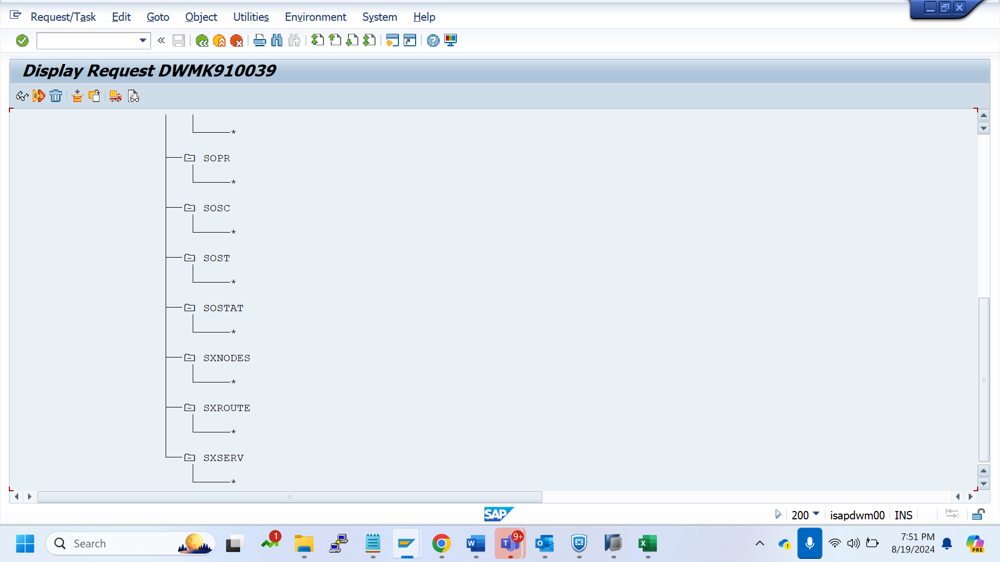 Request/Task Edit Goto Object Utilities Environment System Help
Display Request DWMK910039
*
SOPR
*
SOSC
*
SOST
*
SOSTAT
*
SXNODES
*
SXROUTE
*
SXSERV
*
SAP
200 isapdwm00 INS
Search
1
W
T
9+
O
X
7:51 PM
8/19/2024
PRE